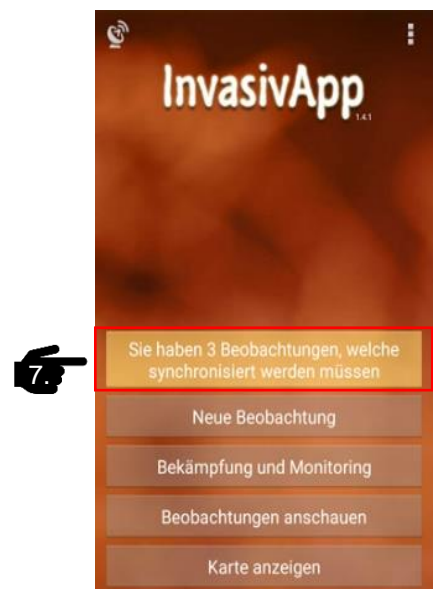 InvasivApp
1.4.1
Sie haben 3 Beobachtungen, welche
synchronisiert werden müssen
7.
Neue Beobachtung
Bekämpfung und Monitoring
Beobachtungen anschauen
Karte anzeigen